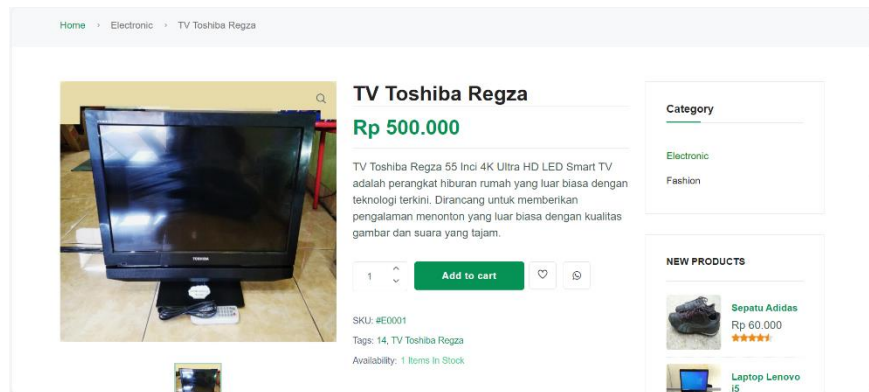 Home › Electronic › TV Toshiba Regza
TV Toshiba Regza
Rp 500.000
TV Toshiba Regza 55 Inci 4K Ultra HD LED Smart TV
adalah perangkat hiburan rumah yang luar biasa dengan
teknologi terkini. Dirancang untuk memberikan
pengalaman menonton yang luar biasa dengan kualitas
gambar dan suara yang tajam.
1
Add to cart
SKU: #E0001
Tags: 14, TV Toshiba Regza
Availability: 1 Items In Stock
TOSHIBA
Category
Electronic
Fashion
NEW PRODUCTS
Sepatu Adidas
Rp 60.000
Laptop Lenovo
i5